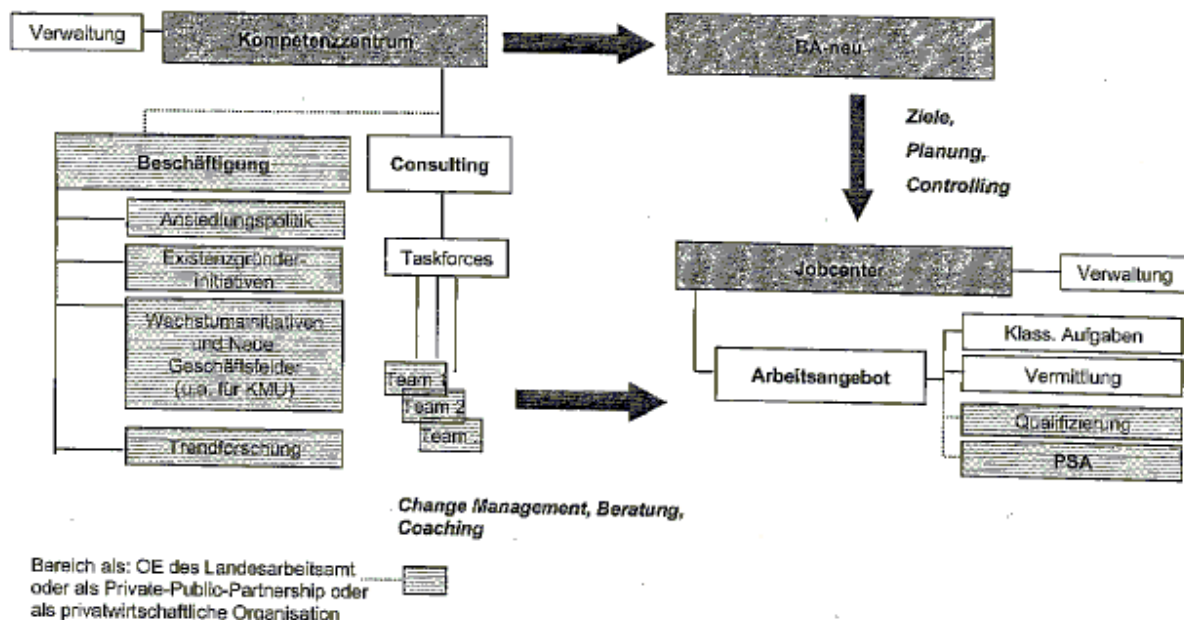 Verwaltung
Kompetenzzentrum
BA-neu
Ziele,
Planung,
Controlling
Beschäftigung
Consulting
Ansiedlungspolitik
Existenzgründer-
initiativen
Taskforces
Jobcenter
Verwaltung
Wachstumsinitiativen
und Neue
Geschäftsfelder
(u.a. für KMU)
Klass. Aufgaben
Arbeitsangebot
Vermittlung
Team 1
Team 2
Team ...
Qualifizierung
Trendforschung
PSA
Change Management, Beratung,
Coaching
Bereich als: OE des Landesarbeitsamt
oder als Private-Public-Partnership oder
als privatwirtschaftliche Organisation